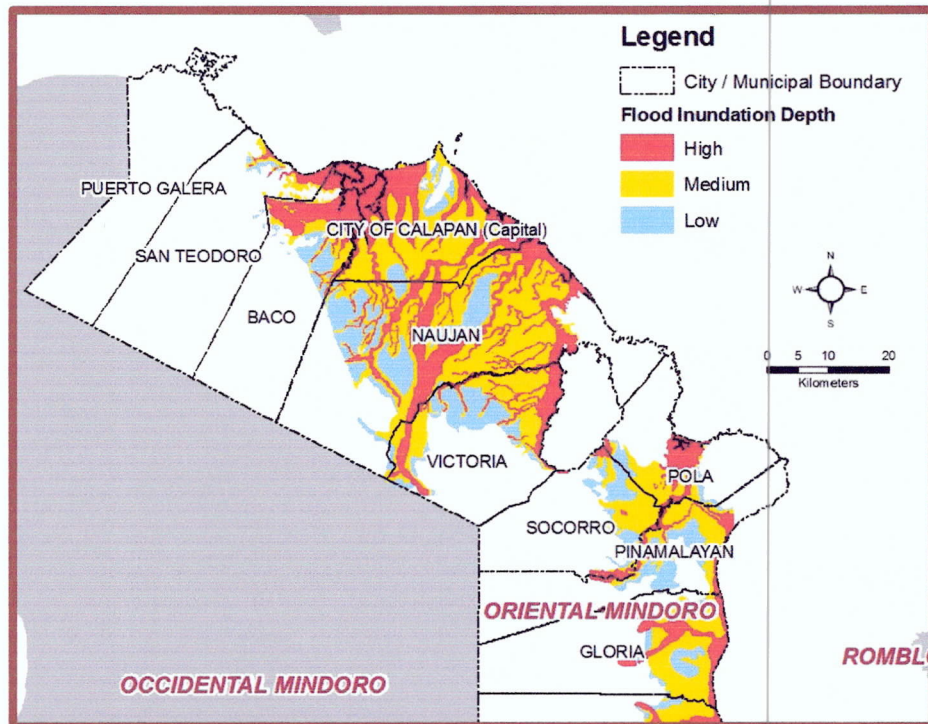 Legend
City / Municipal Boundary
Flood Inundation Depth
High
Medium
Low
PUERTO GALERA
CITY OF CALAPAN (Capital)
SAN TEODORO
N
W E
S
BACO
NAUJAN
0 5 10 20
Kilometers
VICTORIA
POLA
SOCORRO
PINAMALAYAN
ORIENTAL MINDORO
GLORIA
ROMBL
OCCIDENTAL MINDORO